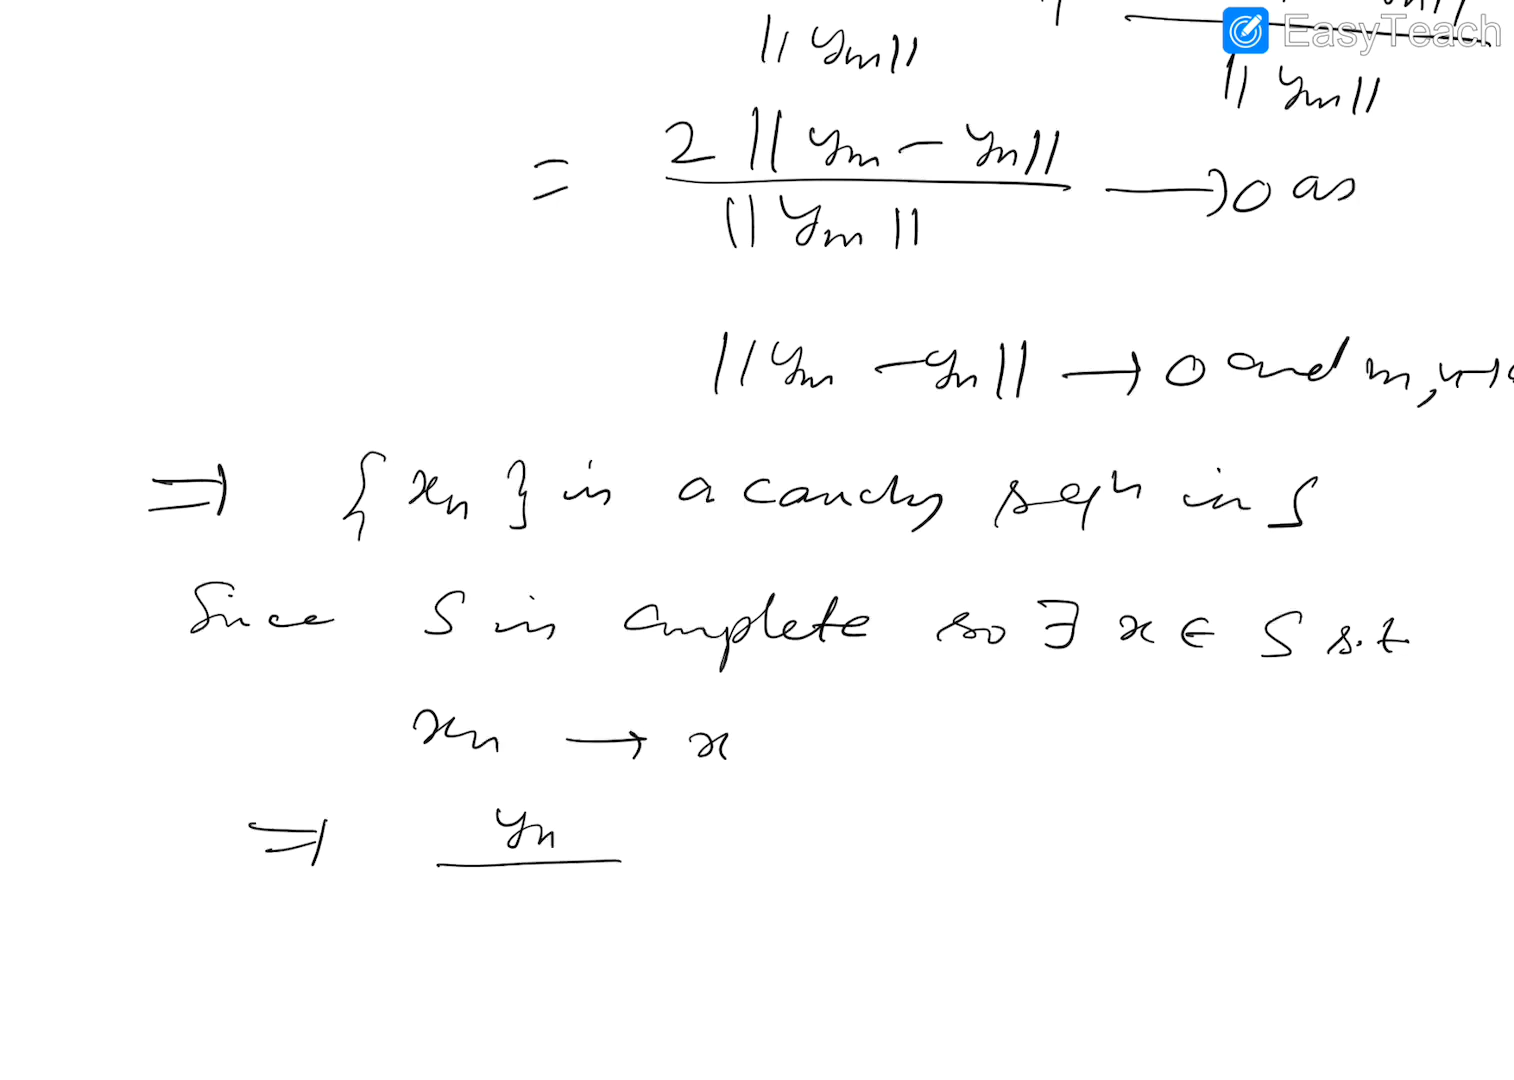 || yₘ ||
EasyTeach
|| yₘ ||
= 2 || yₘ - yₙ || / || yₘ || → 0 as
|| yₘ - yₙ || → 0 and m, n →
⇒ { xₙ } is a cauchy seqn in S
Since S is complete so ∃ x ∈ S s.t
xₙ → x
⇒ yₙ